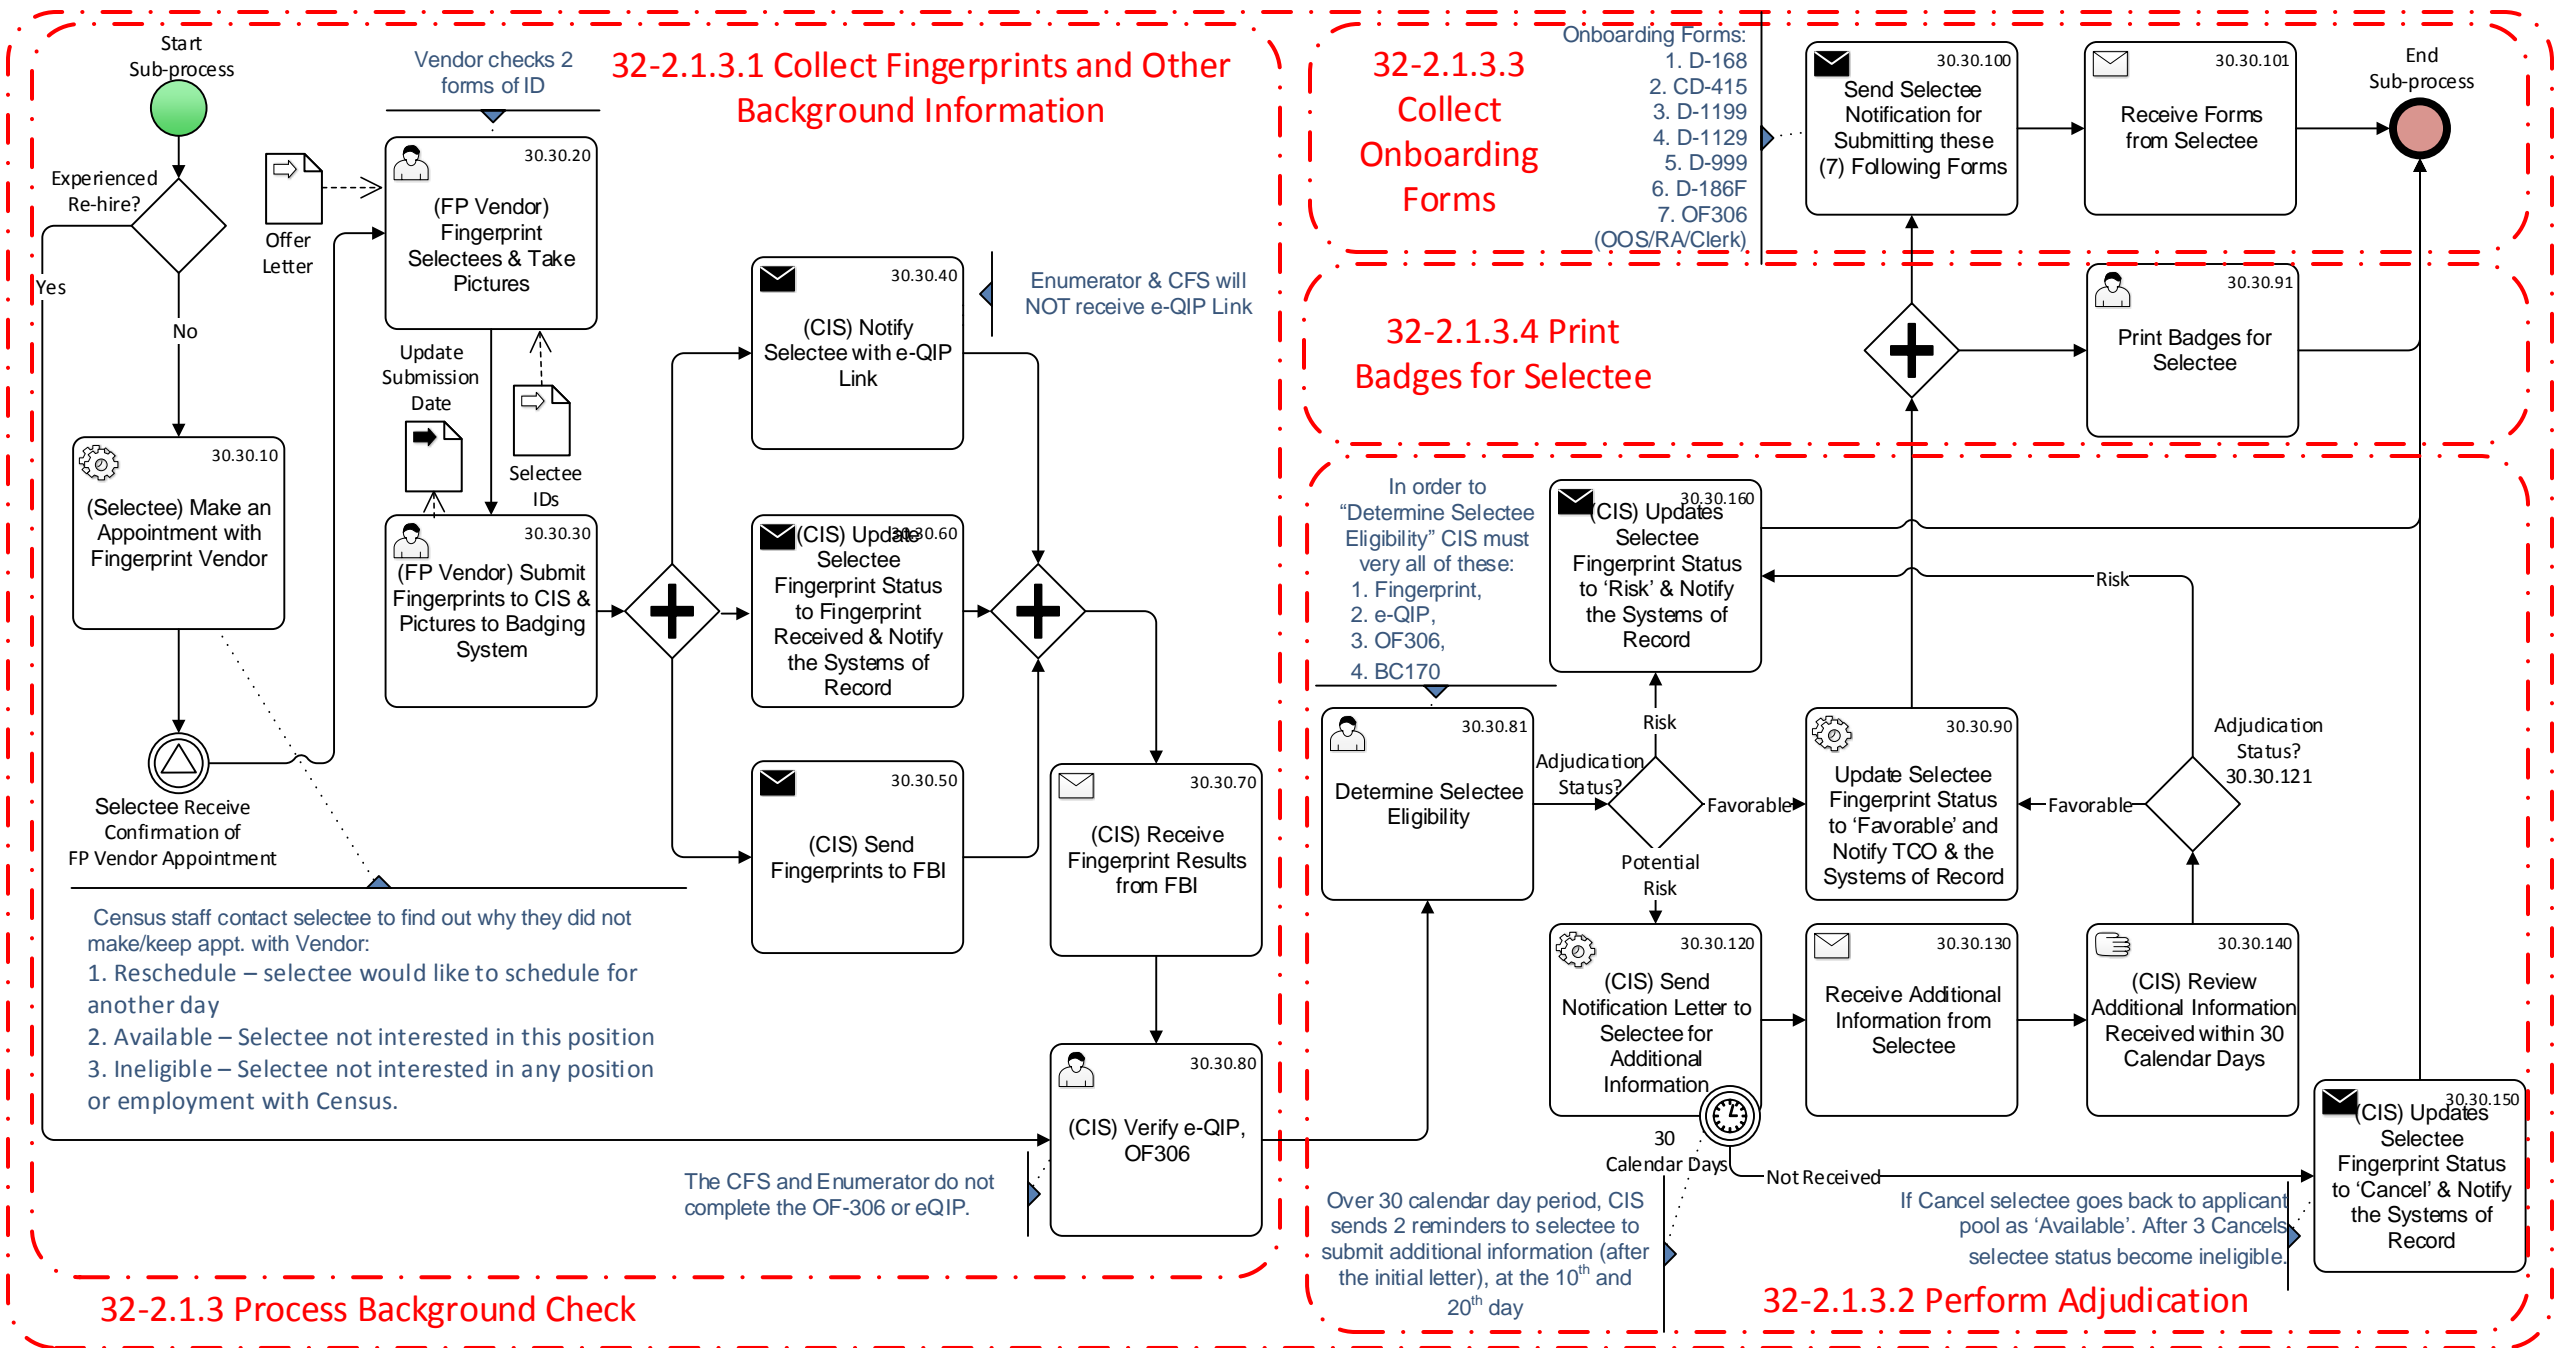 Start
Sub-process
Experienced
Re-hire?
Yes
No
30.30.10
(Selectee) Make an
Appointment with
Fingerprint Vendor
Selectee Receive
Confirmation of
FP Vendor Appointment
Census staff contact selectee to find out why they did not
make/keep appt. with Vendor:
1. Reschedule – selectee would like to schedule for
another day
2. Available – Selectee not interested in this position
3. Ineligible – Selectee not interested in any position
or employment with Census.
Vendor checks 2
forms of ID
32-2.1.3.1 Collect Fingerprints and Other
Background Information
Offer
Letter
30.30.20
(FP Vendor)
Fingerprint
Selectees & Take
Pictures
Update
Submission
Date
Selectee
IDs
30.30.30
(FP Vendor) Submit
Fingerprints to CIS &
Pictures to Badging
System
30.30.40
(CIS) Notify
Selectee with e-QIP
Link
Enumerator & CFS will
NOT receive e-QIP Link
30.30.60
(CIS) Update
Selectee
Fingerprint Status
to Fingerprint
Received & Notify
the Systems of
Record
30.30.50
(CIS) Send
Fingerprints to FBI
30.30.70
(CIS) Receive
Fingerprint Results
from FBI
30.30.80
(CIS) Verify e-QIP,
OF306
The CFS and Enumerator do not
complete the OF-306 or eQIP.
32-2.1.3 Process Background Check
32-2.1.3.3
Collect
Onboarding
Forms
Onboarding Forms:
1. D-168
2. CD-415
3. D-1199
4. D-1129
5. D-999
6. D-186F
7. OF306
(OOS/RA/Clerk)
30.30.100
Send Selectee
Notification for
Submitting these
(7) Following Forms
30.30.101
Receive Forms
from Selectee
End
Sub-process
32-2.1.3.4 Print
Badges for Selectee
30.30.91
Print Badges for
Selectee
In order to
“Determine Selectee
Eligibility” CIS must
very all of these:
1. Fingerprint,
2. e-QIP,
3. OF306,
4. BC170
30.30.160
(CIS) Updates
Selectee
Fingerprint Status
to ‘Risk’ & Notify
the Systems of
Record
Risk
Risk
30.30.81
Determine Selectee
Eligibility
Adjudication
Status?
Favorable
Potential
Risk
30.30.90
Update Selectee
Fingerprint Status
to ‘Favorable’ and
Notify TCO & the
Systems of Record
Favorable
Adjudication
Status?
30.30.121
30.30.120
(CIS) Send
Notification Letter to
Selectee for
Additional
Information
30.30.130
Receive Additional
Information from
Selectee
30.30.140
(CIS) Review
Additional Information
Received within 30
Calendar Days
30
Calendar Days
Not Received
30.30.150
(CIS) Updates
Selectee
Fingerprint Status
to ‘Cancel’ & Notify
the Systems of
Record
Over 30 calendar day period, CIS
sends 2 reminders to selectee to
submit additional information (after
the initial letter), at the 10th and
20th day
If Cancel selectee goes back to applicant
pool as ‘Available’. After 3 Cancels
selectee status become ineligible.
32-2.1.3.2 Perform Adjudication